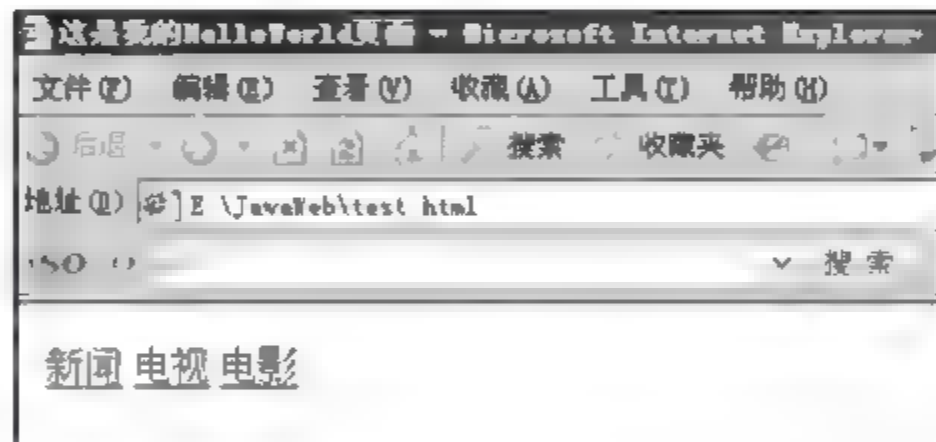 这是我的HelloWorld页面 - Microsoft Internet Explorer
文件(F) 编辑(E) 查看(V) 收藏(A) 工具(T) 帮助(H)
后退 搜索 收藏夹
地址(D) E \JavaWeb\test html
搜索
新闻 电视 电影